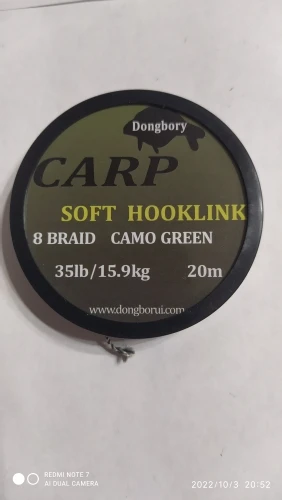 Dongbory
CARP
SOFT HOOKLINK
8 BRAID CAMO GREEN
35lb/15.9kg 20m
www.dongborui.com
REDMI NOTE 7
AI DUAL CAMERA
2022/10/3 20:52